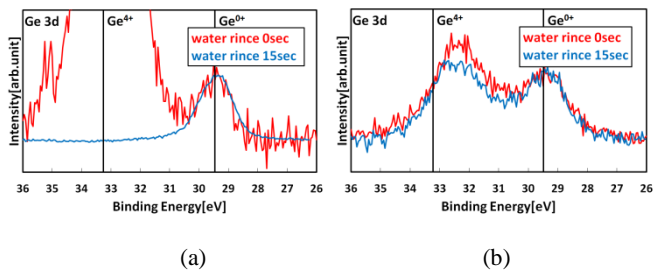 Ge 3d Ge4+ Ge0+
water rince 0sec
water rince 15sec
Intensity[arb.unit]
36 35 34 33 32 31 30 29 28 27 26
Binding Energy[eV]
(a)
Ge 3d Ge4+ Ge0+
water rince 0sec
water rince 15sec
Intensity[arb.unit]
36 35 34 33 32 31 30 29 28 27 26
Binding Energy[eV]
(b)